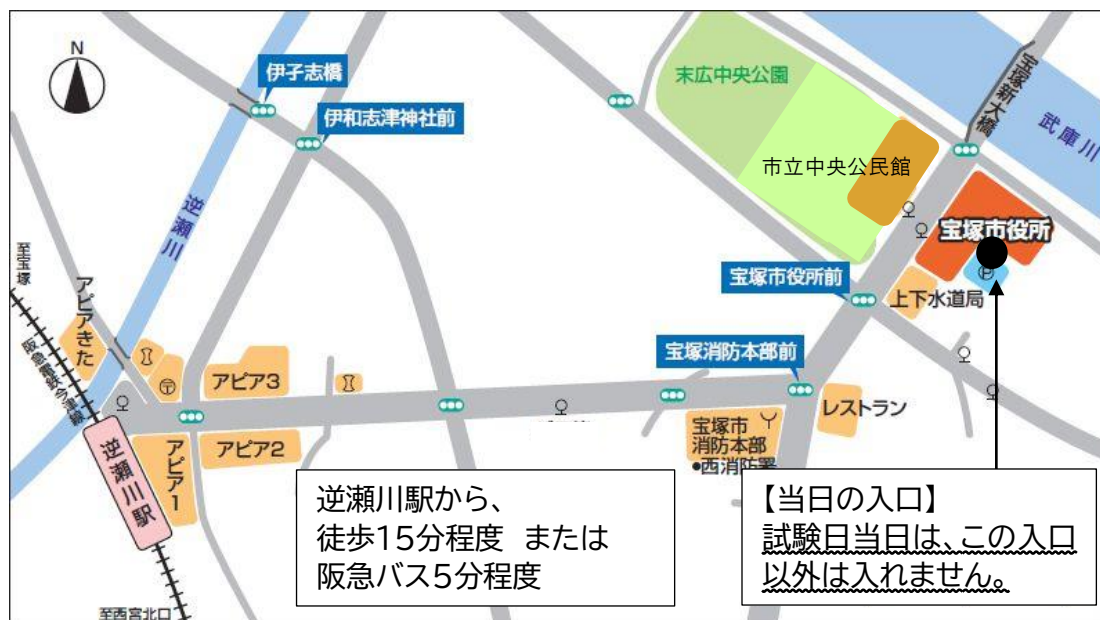 N
伊子志橋
伊和志津神社前
末広中央公園
宝塚新大橋
武庫川
市立中央公民館
逆瀬川
宝塚市役所
P
至宝塚
アピアきた
阪急電鉄今津線
宝塚市役所前
上下水道局
宝塚消防本部前
〒
アピア3
レストラン
アピア2
アピア1
宝塚市
消防本部
●西消防署
逆瀬川駅
逆瀬川駅から、
徒歩15分程度 または
阪急バス5分程度
【当日の入口】
試験日当日は、この入口
以外は入れません。
至西宮北口